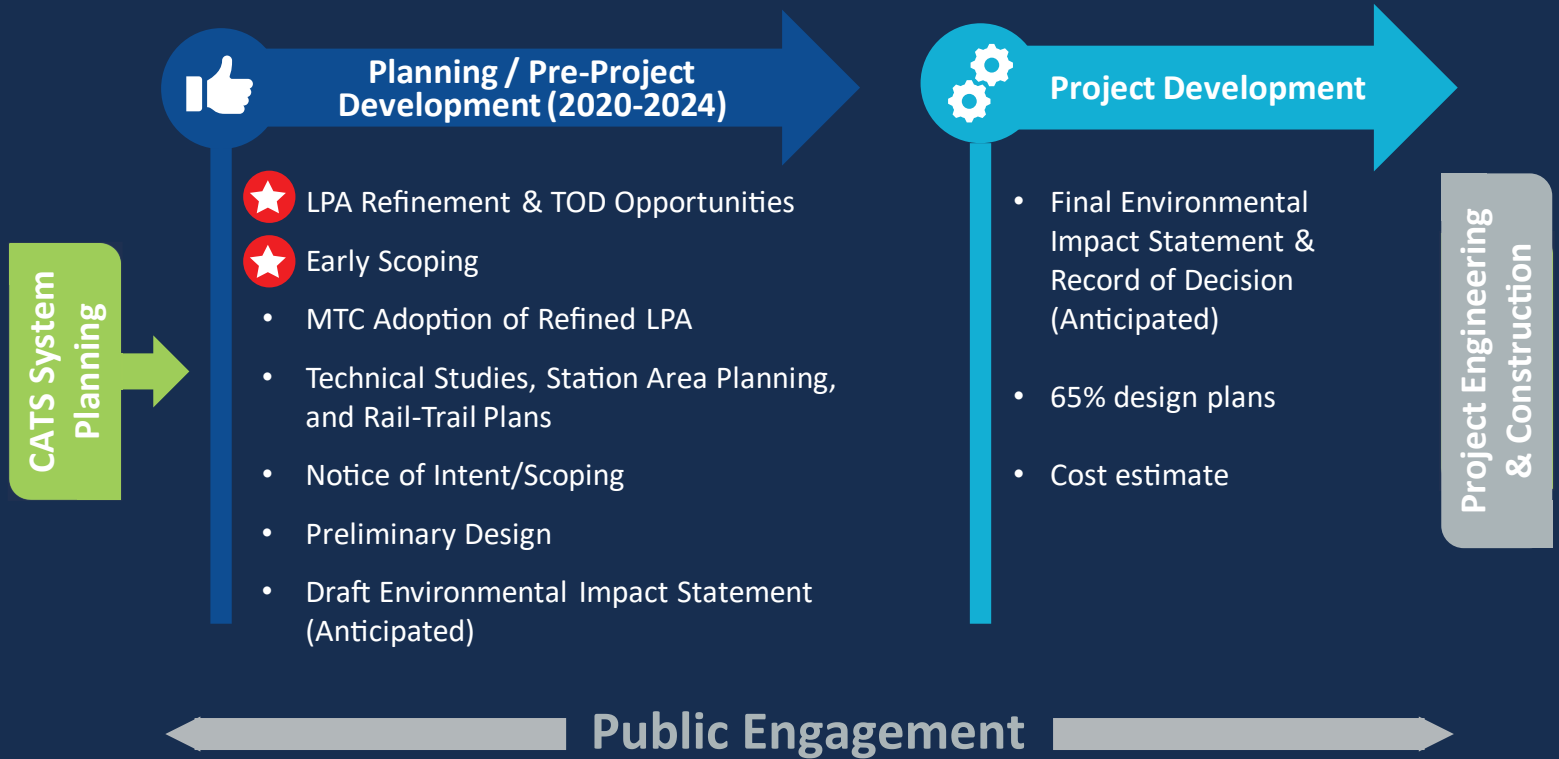 CATS System
Planning
Planning / Pre-Project
Development (2020-2024)
LPA Refinement & TOD Opportunities
Early Scoping
• MTC Adoption of Refined LPA
• Technical Studies, Station Area Planning,
and Rail-Trail Plans
• Notice of Intent/Scoping
• Preliminary Design
• Draft Environmental Impact Statement
(Anticipated)
Project Development
• Final Environmental
Impact Statement &
Record of Decision
(Anticipated)
• 65% design plans
• Cost estimate
Project Engineering
& Construction
Public Engagement